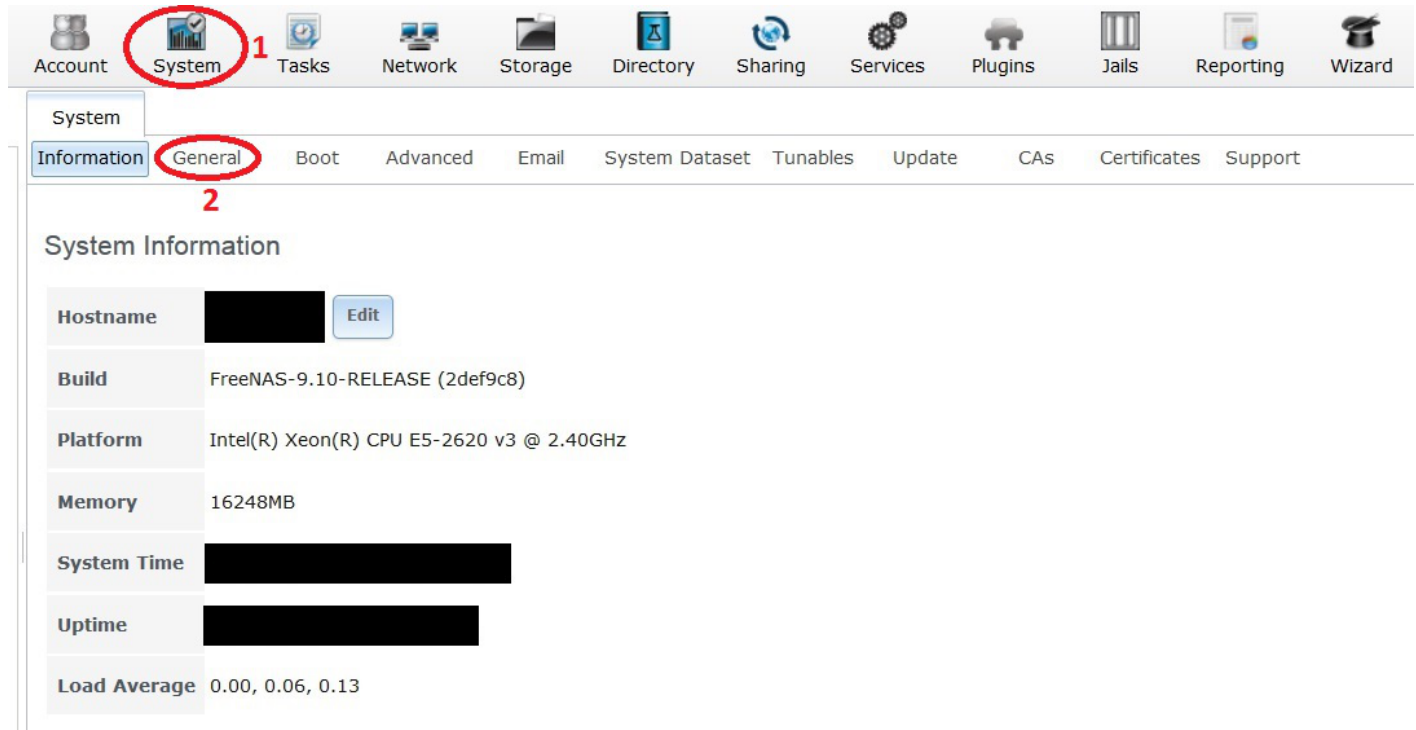 Account System 1 Tasks Network Storage Directory Sharing Services Plugins Jails Reporting Wizard
System
Information General Boot Advanced Email System Dataset Tunables Update CAs Certificates Support
2
System Information
Hostname Edit
Build FreeNAS-9.10-RELEASE (2def9c8)
Platform Intel(R) Xeon(R) CPU E5-2620 v3 @ 2.40GHz
Memory 16248MB
System Time
Uptime
Load Average 0.00, 0.06, 0.13